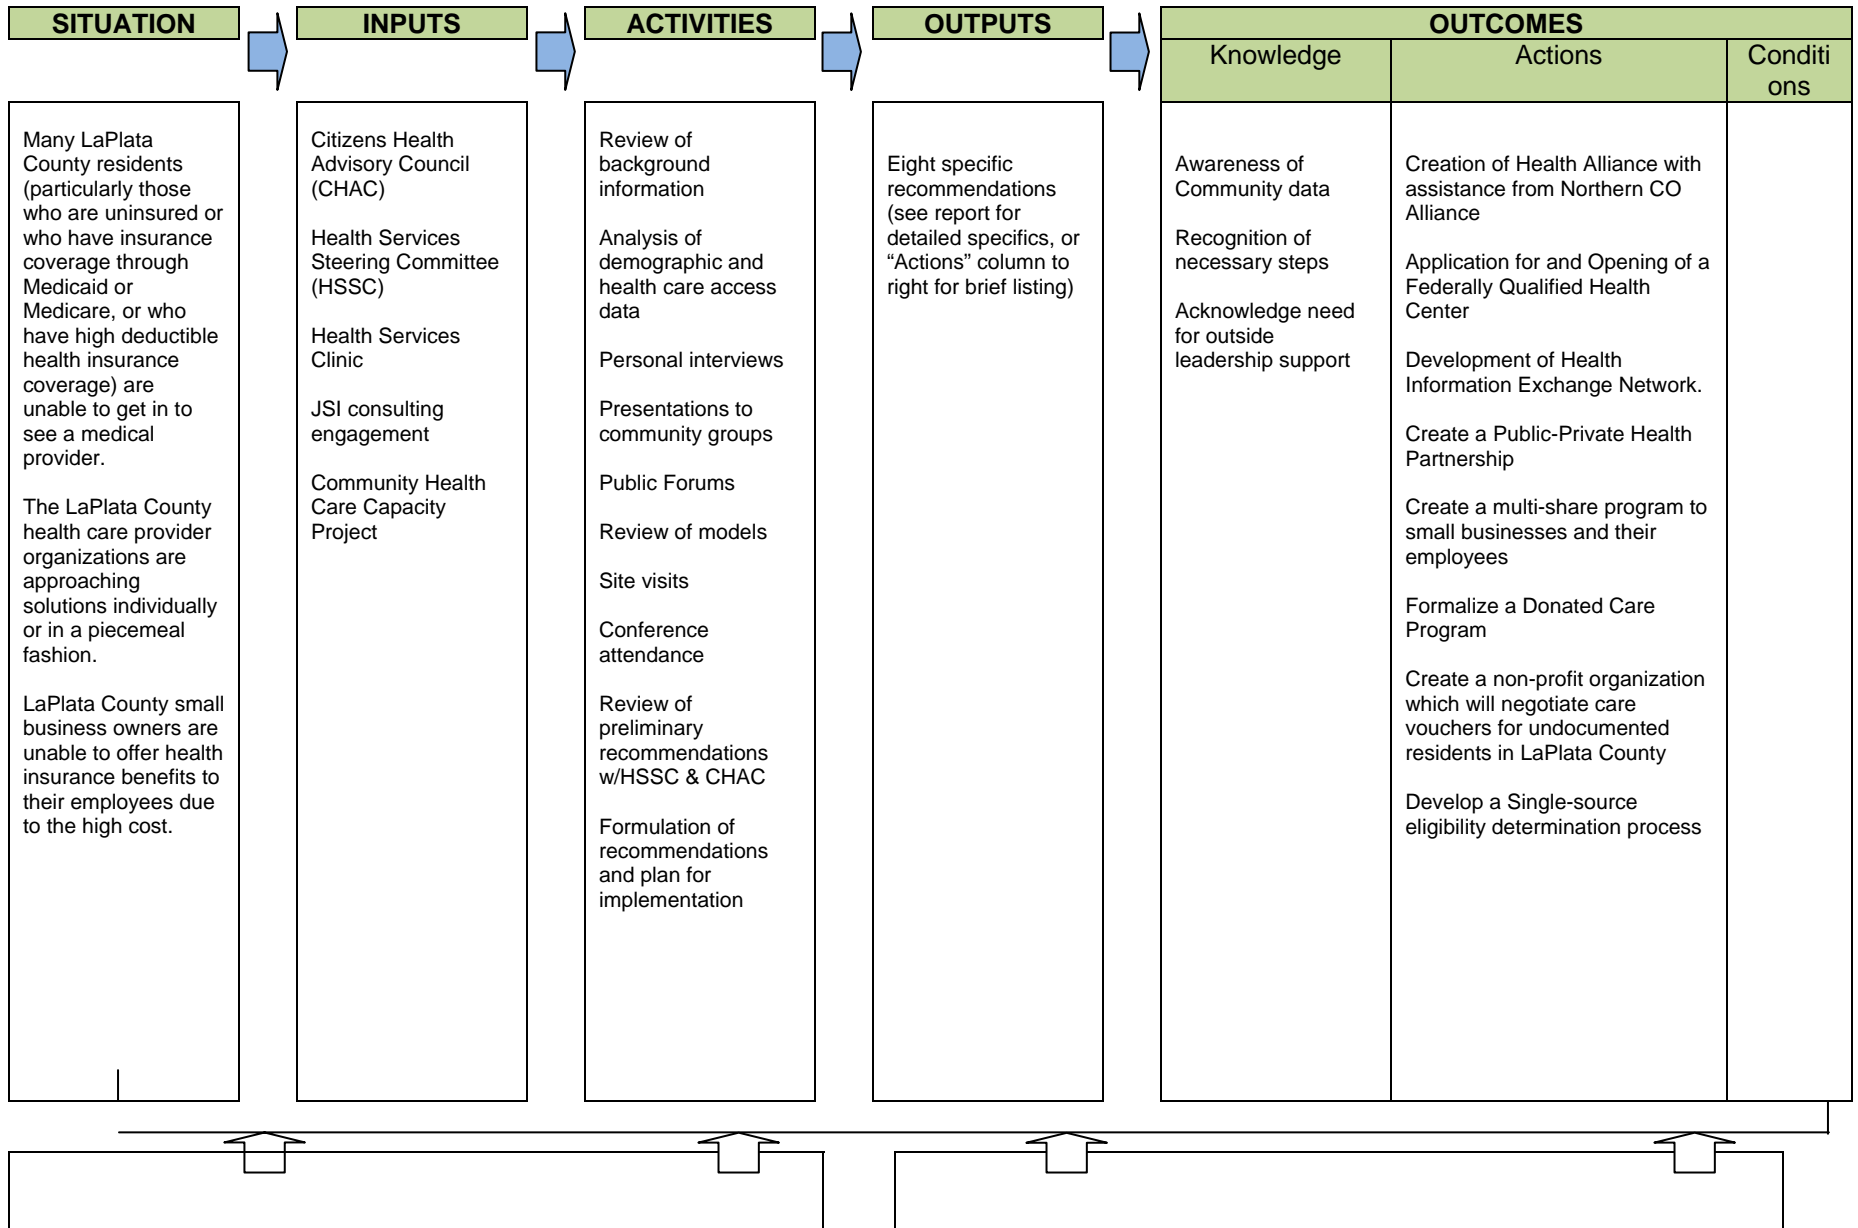 SITUATION
INPUTS
ACTIVITIES
OUTPUTS
OUTCOMES
Knowledge
Actions
Conditi
ons
Many LaPlata
County residents
(particularly those
who are uninsured or
who have insurance
coverage through
Medicaid or
Medicare, or who
have high deductible
health insurance
coverage) are
unable to get in to
see a medical
provider.
The LaPlata County
health care provider
organizations are
approaching
solutions individually
or in a piecemeal
fashion.
LaPlata County small
business owners are
unable to offer health
insurance benefits to
their employees due
to the high cost.
Citizens Health
Advisory Council
(CHAC)
Health Services
Steering Committee
(HSSC)
Health Services
Clinic
JSI consulting
engagement
Community Health
Care Capacity
Project
Review of
background
information
Analysis of
demographic and
health care access
data
Personal interviews
Presentations to
community groups
Public Forums
Review of models
Site visits
Conference
attendance
Review of
preliminary
recommendations
w/HSSC & CHAC
Formulation of
recommendations
and plan for
implementation
Eight specific
recommendations
(see report for
detailed specifics, or
“Actions” column to
right for brief listing)
Awareness of
Community data
Recognition of
necessary steps
Acknowledge need
for outside
leadership support
Creation of Health Alliance with
assistance from Northern CO
Alliance
Application for and Opening of a
Federally Qualified Health
Center
Development of Health
Information Exchange Network.
Create a Public-Private Health
Partnership
Create a multi-share program to
small businesses and their
employees
Formalize a Donated Care
Program
Create a non-profit organization
which will negotiate care
vouchers for undocumented
residents in LaPlata County
Develop a Single-source
eligibility determination process